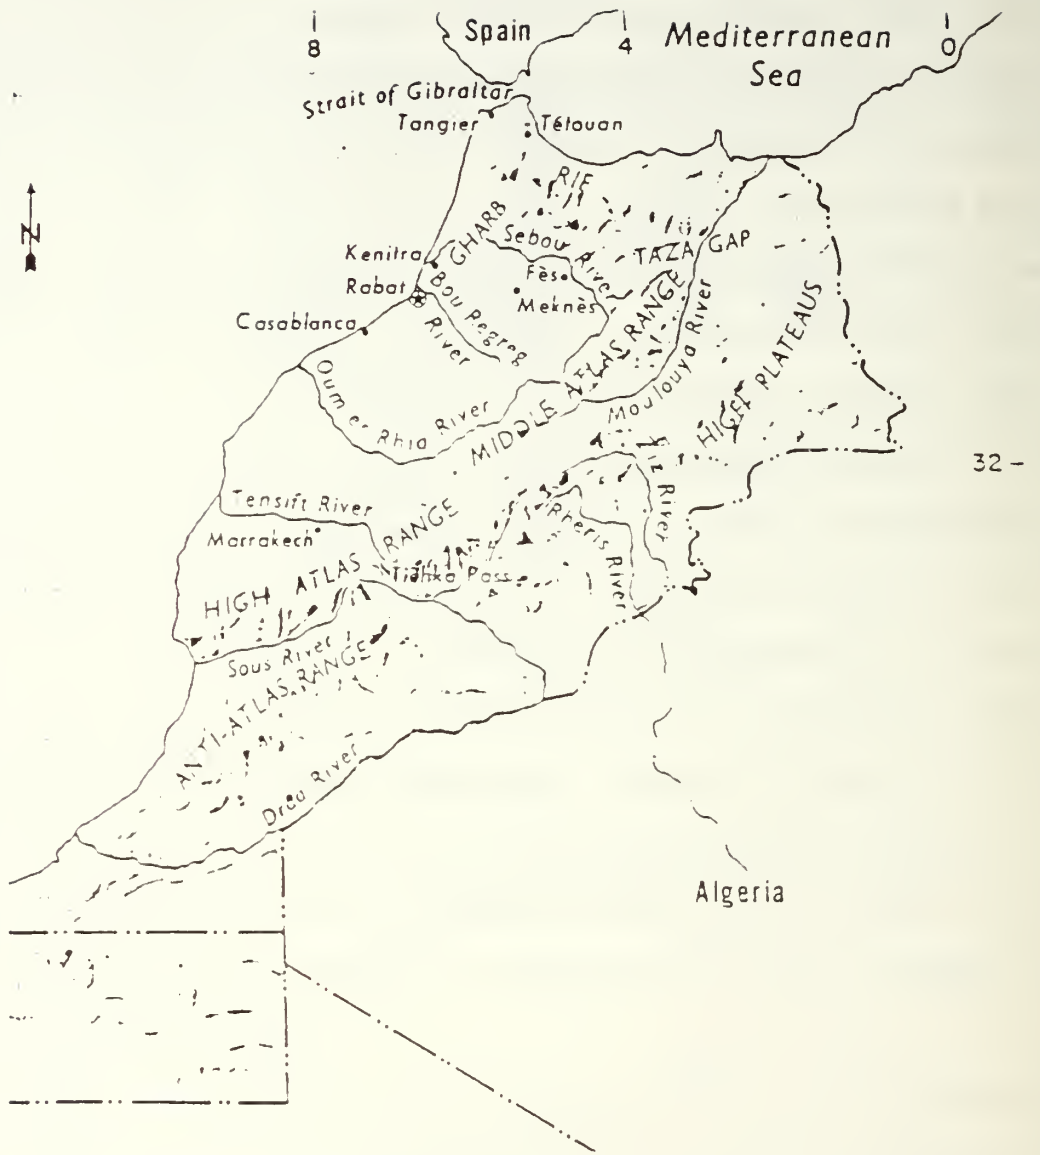 8
Spain
4
Mediterranean
Sea
0
Strait of Gibraltar
Tangier
Tétouan
RIF
GHARB
Sebou River
TAZA GAP
Kenitra
Fès
Rabat
Bou Regreg
River
Meknès
Casablanca
MIDDLE ATLAS RANGE
Moulouya River
HIGH PLATEAUS
Oum er Rhia River
32 -
Ziz River
Tensift River
Rheris River
Marrakech
HIGH ATLAS RANGE
Tichka Pass
Sous River
ANTI-ATLAS RANGE
Draa River
Algeria
N